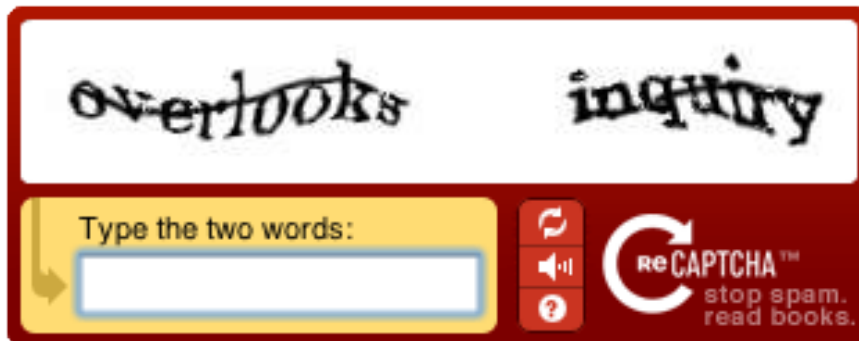 overlooks inquiry
Type the two words:
ReCAPTCHA™
stop spam.
read books.